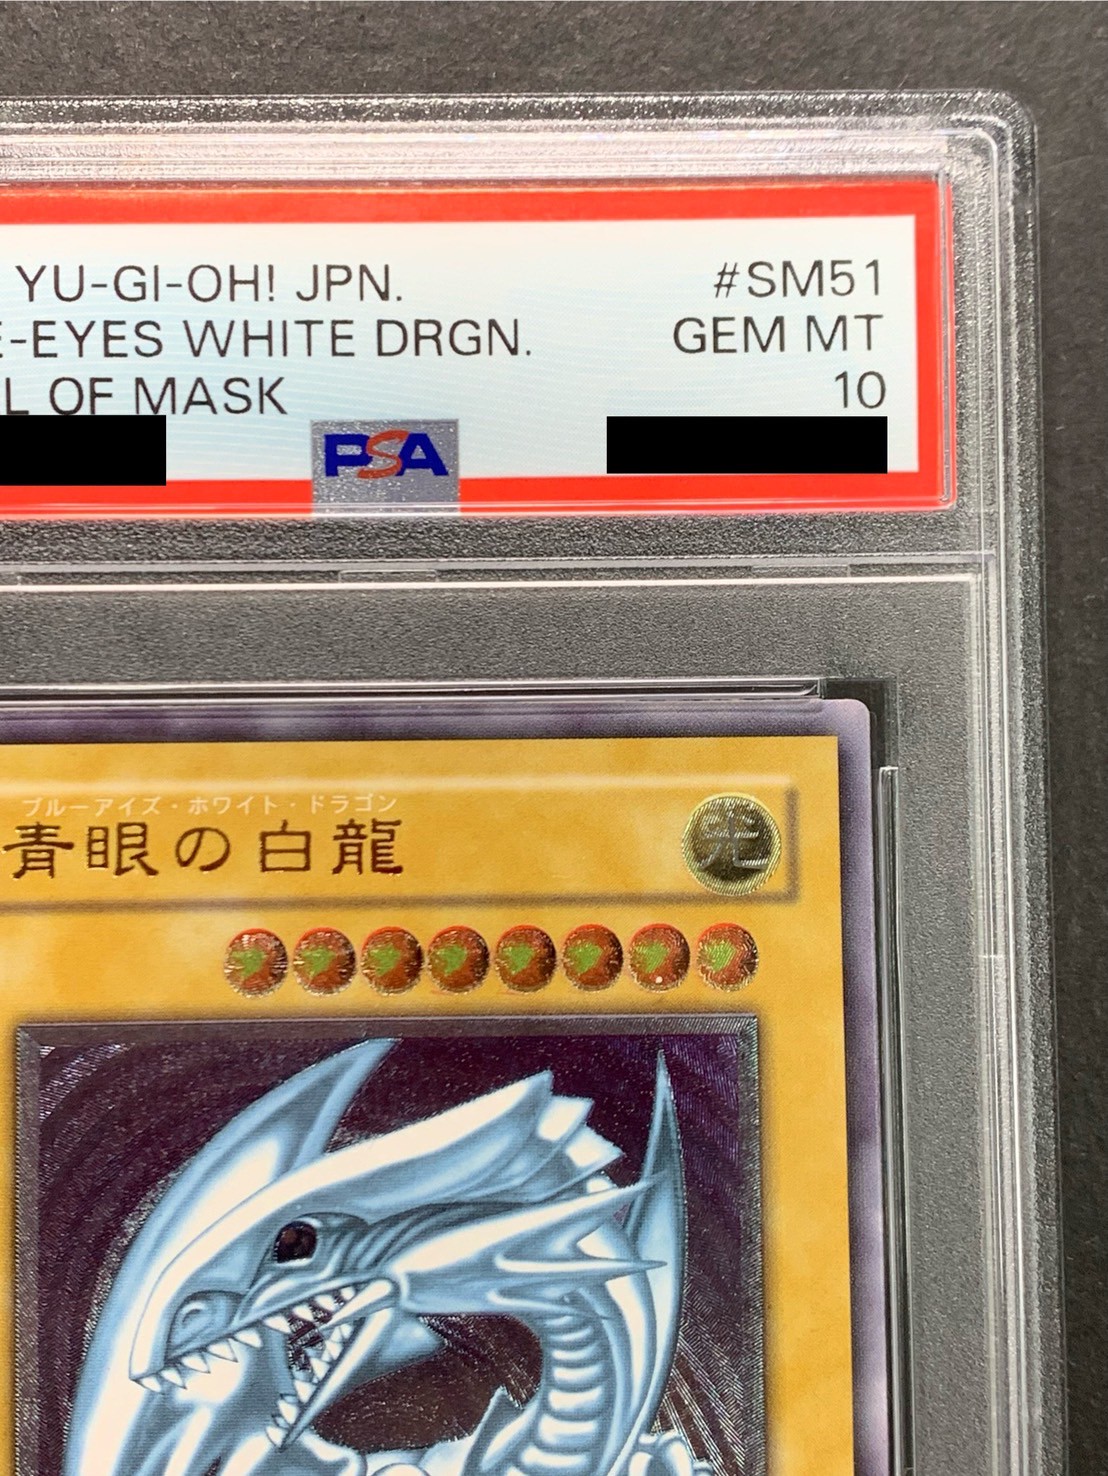 YU-GI-OH! JPN. #SM51
E-EYES WHITE DRGN. GEM MT
L OF MASK 10
PSA
ブルーアイズ・ホワイト・ドラゴン
青眼の白龍
光